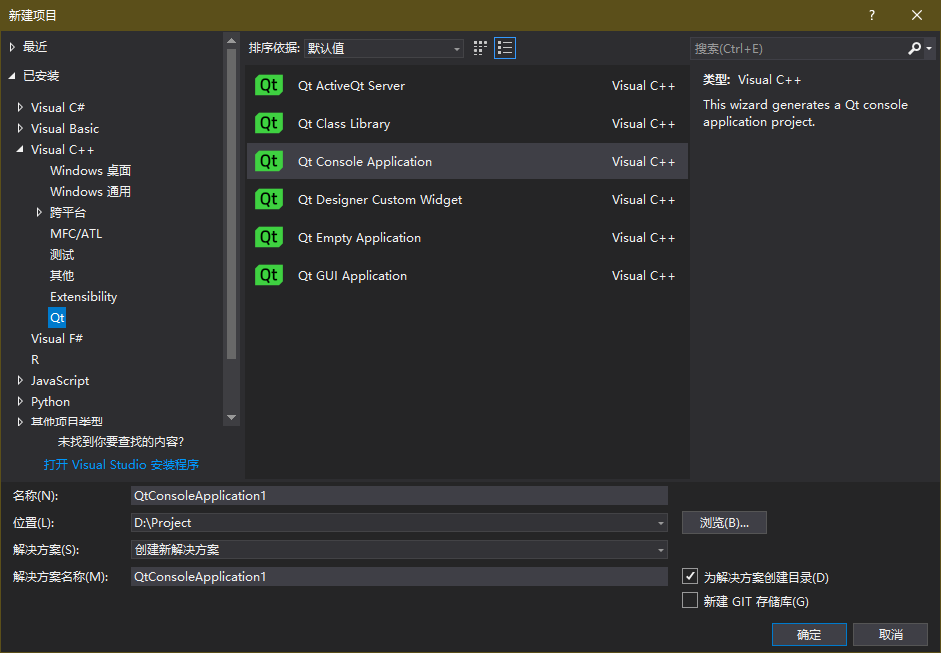 新建项目
?
最近
已安装
Visual C#
Visual Basic
Visual C++
Windows 桌面
Windows 通用
跨平台
MFC/ATL
测试
其他
Extensibility
Qt
Visual F#
R
JavaScript
Python
其他项目类型
未找到你要查找的内容?
打开 Visual Studio 安装程序
排序依据: 默认值
Qt Qt ActiveQt Server Visual C++
Qt Qt Class Library Visual C++
Qt Qt Console Application Visual C++
Qt Qt Designer Custom Widget Visual C++
Qt Qt Empty Application Visual C++
Qt Qt GUI Application Visual C++
搜索(Ctrl+E)
类型: Visual C++
This wizard generates a Qt console
application project.
名称(N): QtConsoleApplication1
位置(L): D:\Project 浏览(B)...
解决方案(S): 创建新解决方案
解决方案名称(M): QtConsoleApplication1
为解决方案创建目录(D)
新建 GIT 存储库(G)
确定 取消